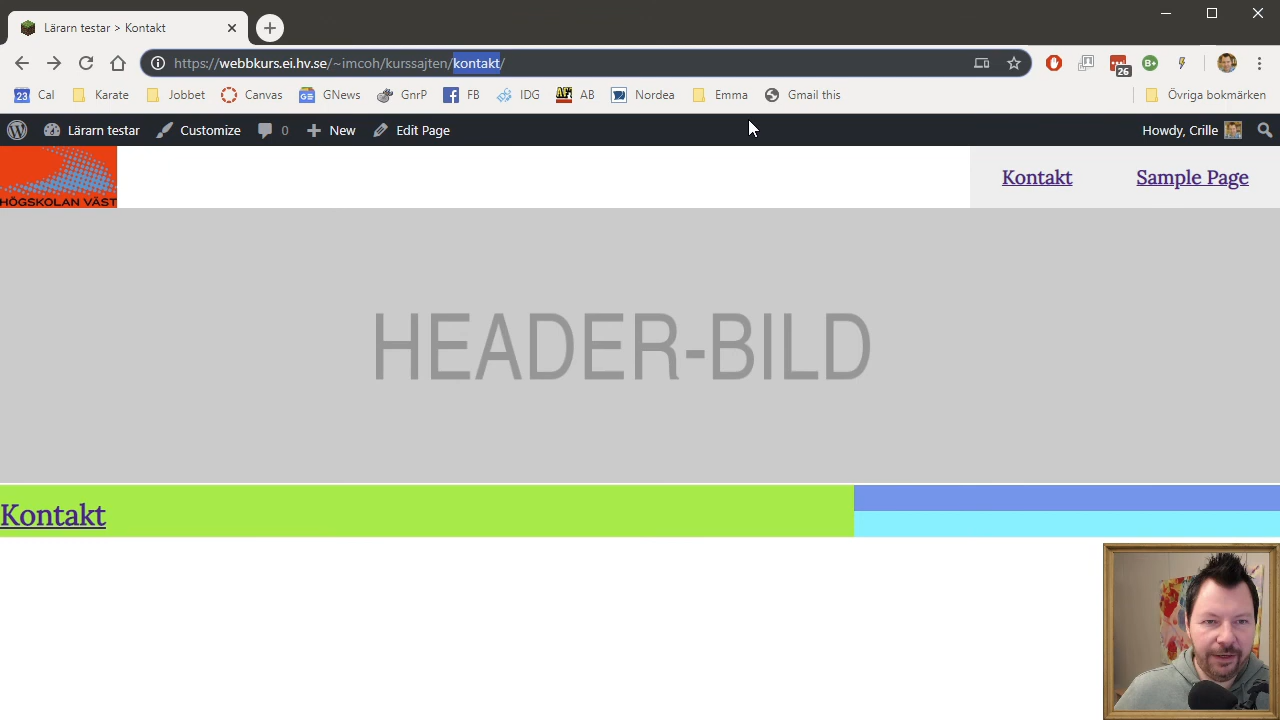 Lärarn testar > Kontakt
https://webbkurs.ei.hv.se/~imcoh/kurssajten/kontakt/
26
23 Cal Karate Jobbet Canvas GNews GnrP FB IDG AB Nordea Emma Gmail this Övriga bokmärken
Lärarn testar Customize 0 New Edit Page Howdy, Crille
HÖGSKOLAN VÄST
Kontakt Sample Page
HEADER-BILD
Kontakt